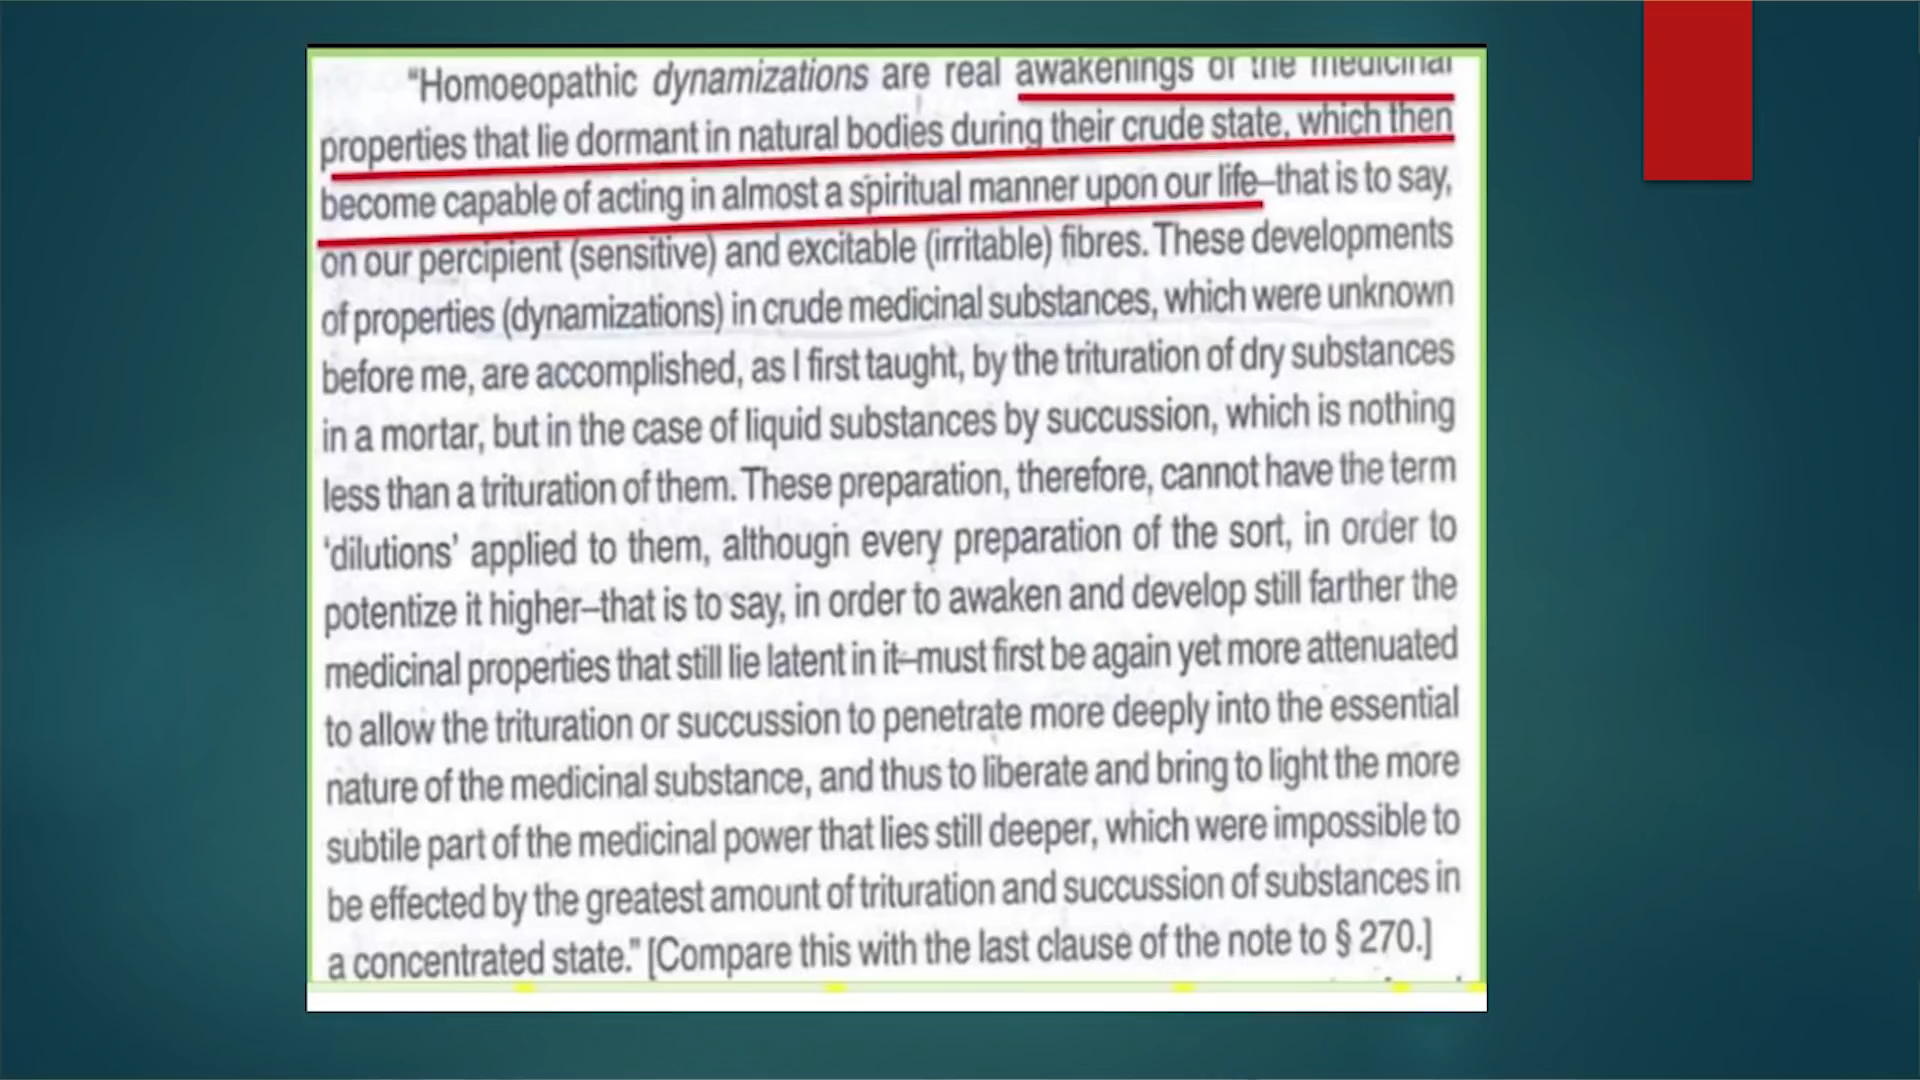 “Homoeopathic dynamizations are real awakenings of the medicinal
properties that lie dormant in natural bodies during their crude state, which then
become capable of acting in almost a spiritual manner upon our life–that is to say,
on our percipient (sensitive) and excitable (irritable) fibres. These developments
of properties (dynamizations) in crude medicinal substances, which were unknown
before me, are accomplished, as I first taught, by the trituration of dry substances
in a mortar, but in the case of liquid substances by succussion, which is nothing
less than a trituration of them. These preparation, therefore, cannot have the term
‘dilutions’ applied to them, although every preparation of the sort, in order to
potentize it higher–that is to say, in order to awaken and develop still farther the
medicinal properties that still lie latent in it–must first be again yet more attenuated
to allow the trituration or succussion to penetrate more deeply into the essential
nature of the medicinal substance, and thus to liberate and bring to light the more
subtile part of the medicinal power that lies still deeper, which were impossible to
be effected by the greatest amount of trituration and succussion of substances in
a concentrated state.” [Compare this with the last clause of the note to § 270.]